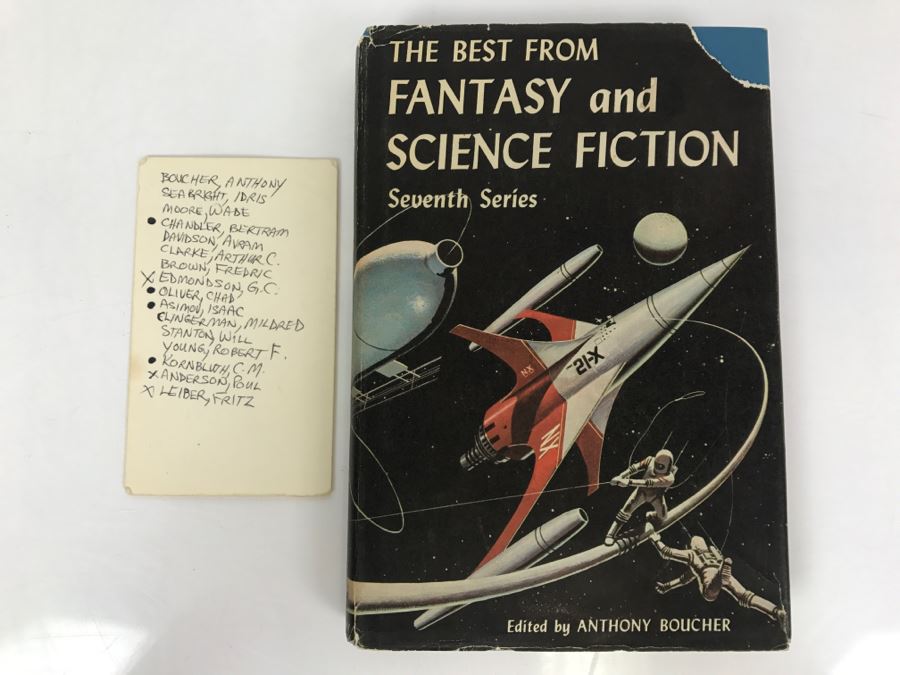 BOUCHER, ANTHONY
SEABRIGHT, IDRIS
MOORE, WADE
• CHANDLER, BERTRAM
DAVIDSON, AVRAM
CLARKE, ARTHUR C.
BROWN, FREDRIC
X EDMONDSON, G.C.
• OLIVER, CHAD
• ASIMOV, ISAAC
CLINGERMAN, MILDRED
STANTON, WILL
YOUNG, ROBERT F.
• KORNBLUTH, C.M.
X ANDERSON, POUL
X LEIBER, FRITZ
THE BEST FROM
FANTASY and
SCIENCE FICTION
Seventh Series
21-X
N-X
NX
Edited by ANTHONY BOUCHER